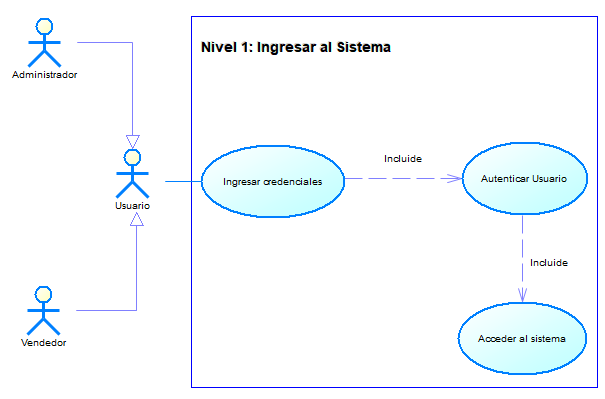 Nivel 1: Ingresar al Sistema
Administrador
Usuario
Vendedor
Ingresar credenciales
Incluide
Autenticar Usuario
Incluide
Acceder al sistema